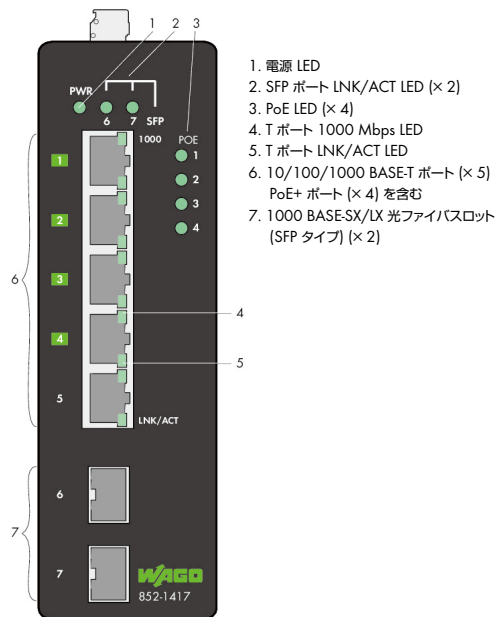 1
2
3
PWR
6
7
SFP
1000
POE
1
2
3
4
1
2
3
4
5
LNK/ACT
6
4
5
6
7
7
WAGO
852-1417
1. 電源 LED
2. SFP ポート LNK/ACT LED (× 2)
3. PoE LED (× 4)
4. T ポート 1000 Mbps LED
5. T ポート LNK/ACT LED
6. 10/100/1000 BASE-T ポート (× 5)
PoE+ ポート (× 4) を含む
7. 1000 BASE-SX/LX 光ファイバスロット
(SFP タイプ) (× 2)